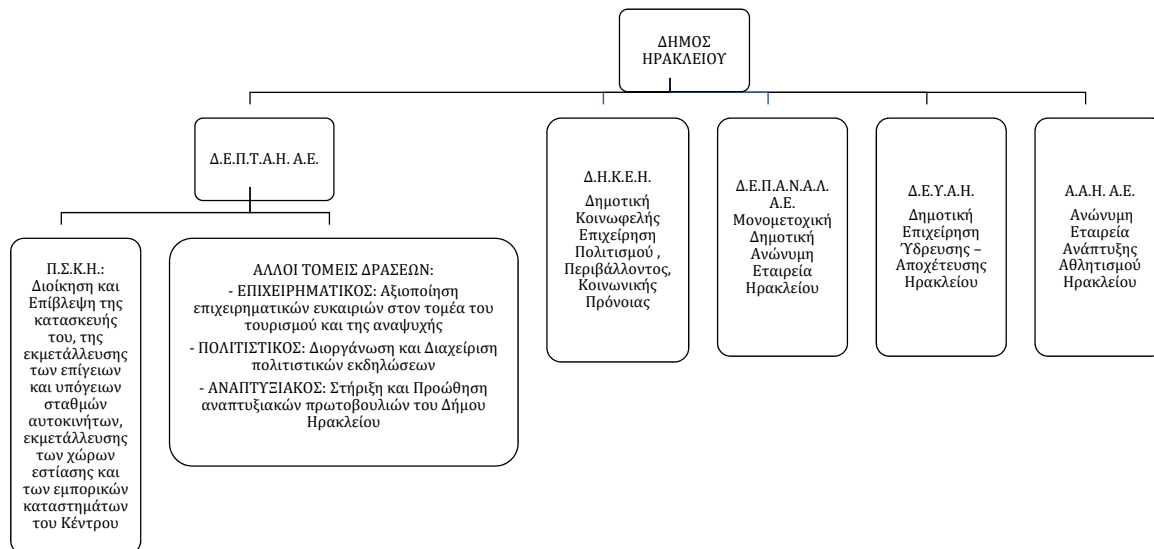 ΔΗΜΟΣ
ΗΡΑΚΛΕΙΟΥ
Δ.Ε.Π.Τ.Α.Η. Α.Ε.
Δ.Η.Κ.Ε.Η.
Δημοτική
Κοινωφελής
Επιχείρηση
Πολιτισμού ,
Περιβάλλοντος,
Κοινωνικής
Πρόνοιας
Δ.Ε.Π.Α.Ν.Α.Λ.
Α.Ε.
Μονομετοχική
Δημοτική
Ανώνυμη
Εταιρεία
Ηρακλείου
Δ.Ε.Υ.Α.Η.
Δημοτική
Επιχείρηση
Ύδρευσης –
Αποχέτευσης
Ηρακλείου
Α.Α.Η. Α.Ε.
Ανώνυμη
Εταιρεία
Ανάπτυξης
Αθλητισμού
Ηρακλείου
Π.Σ.Κ.Η.:
Διοίκηση και
Επίβλεψη της
κατασκευής
του, της
εκμετάλλευσης
των επίγειων
και υπόγειων
σταθμών
αυτοκινήτων,
εκμετάλλευσης
των χώρων
εστίασης και
των εμπορικών
καταστημάτων
του Κέντρου
ΑΛΛΟΙ ΤΟΜΕΙΣ ΔΡΑΣΕΩΝ:
- ΕΠΙΧΕΙΡΗΜΑΤΙΚΟΣ: Αξιοποίηση
επιχειρηματικών ευκαιριών στον τομέα του
τουρισμού και της αναψυχής
- ΠΟΛΙΤΙΣΤΙΚΟΣ: Διοργάνωση και Διαχείριση
πολιτιστικών εκδηλώσεων
- ΑΝΑΠΤΥΞΙΑΚΟΣ: Στήριξη και Προώθηση
αναπτυξιακών πρωτοβουλιών του Δήμου
Ηρακλείου